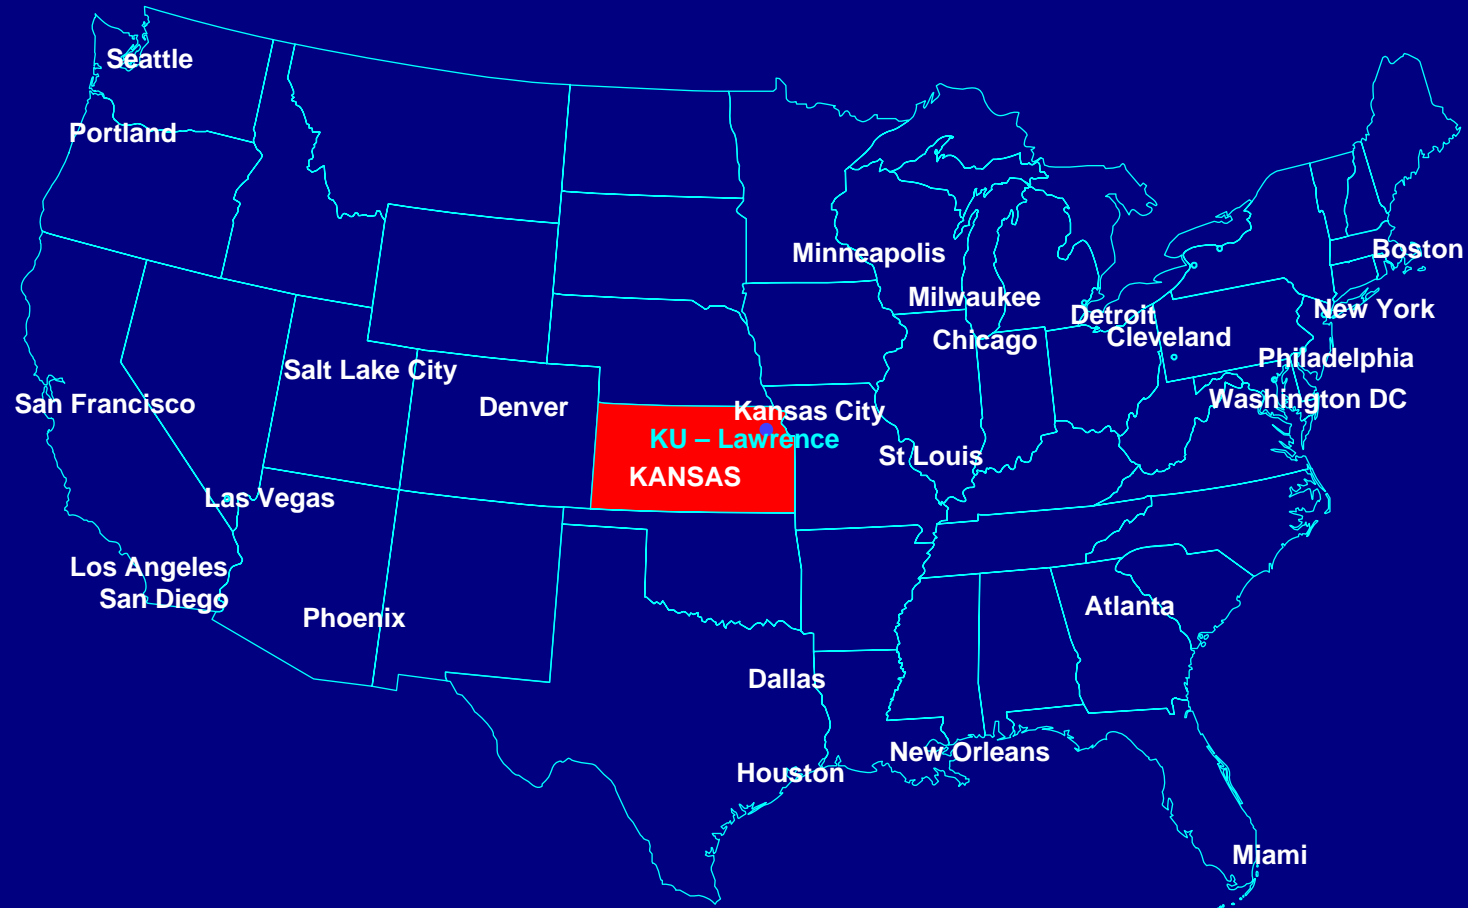 Seattle
Portland
Minneapolis
Boston
Milwaukee
Detroit
New York
Chicago
Cleveland
Salt Lake City
Philadelphia
San Francisco
Denver
Kansas City
Washington DC
KU – Lawrence
St Louis
KANSAS
Las Vegas
Los Angeles
San Diego
Phoenix
Atlanta
Dallas
New Orleans
Houston
Miami